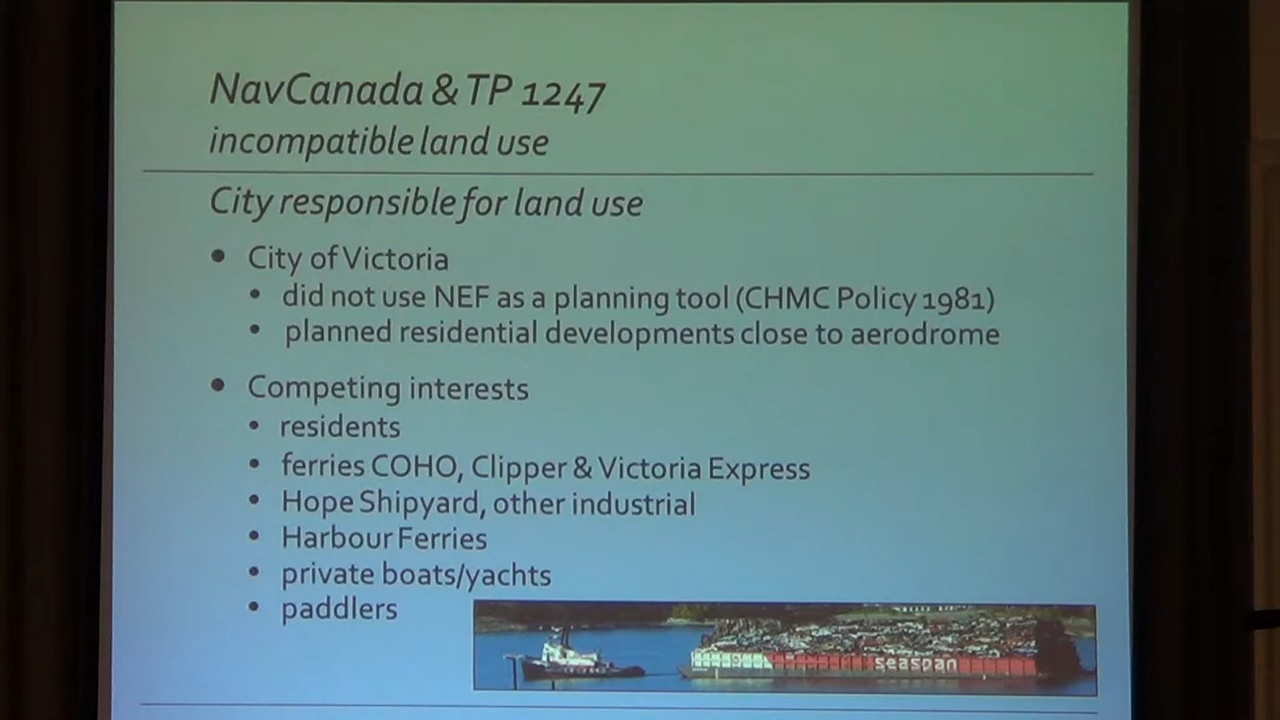 NavCanada & TP 1247
incompatible land use
City responsible for land use
• City of Victoria
• did not use NEF as a planning tool (CHMC Policy 1981)
• planned residential developments close to aerodrome
• Competing interests
• residents
• ferries COHO, Clipper & Victoria Express
• Hope Shipyard, other industrial
• Harbour Ferries
• private boats/yachts
• paddlers
seaspan